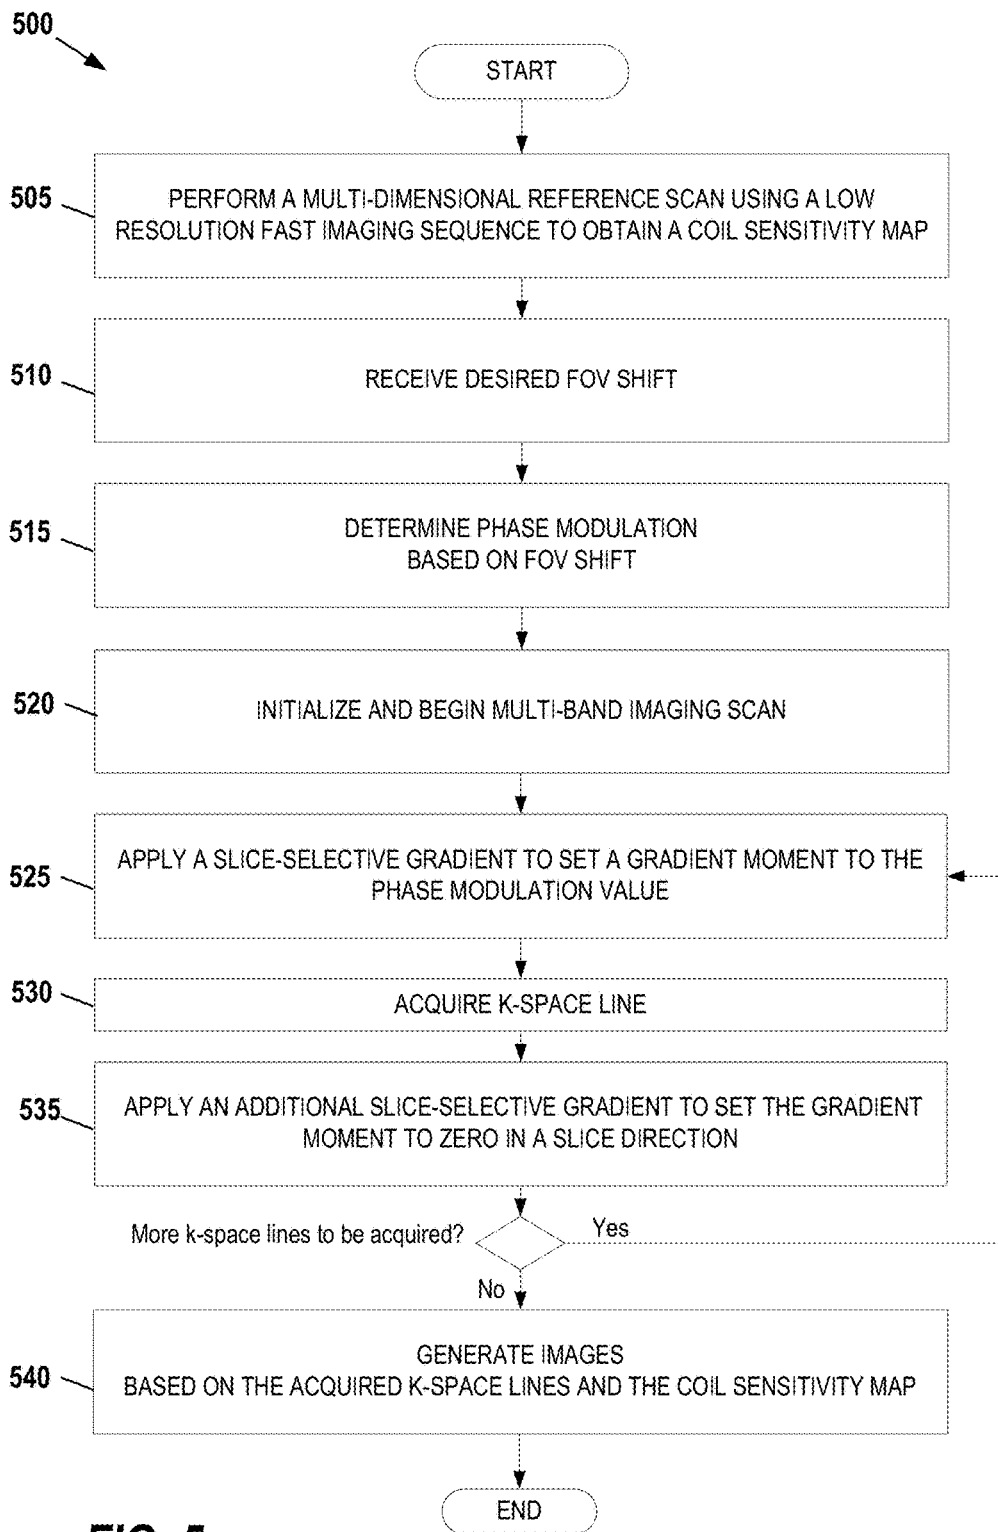 500
START
505
PERFORM A MULTI-DIMENSIONAL REFERENCE SCAN USING A LOW
RESOLUTION FAST IMAGING SEQUENCE TO OBTAIN A COIL SENSITIVITY MAP
510
RECEIVE DESIRED FOV SHIFT
515
DETERMINE PHASE MODULATION
BASED ON FOV SHIFT
520
INITIALIZE AND BEGIN MULTI-BAND IMAGING SCAN
525
APPLY A SLICE-SELECTIVE GRADIENT TO SET A GRADIENT MOMENT TO THE
PHASE MODULATION VALUE
530
ACQUIRE K-SPACE LINE
535
APPLY AN ADDITIONAL SLICE-SELECTIVE GRADIENT TO SET THE GRADIENT
MOMENT TO ZERO IN A SLICE DIRECTION
More k-space lines to be acquired?
Yes
No
540
GENERATE IMAGES
BASED ON THE ACQUIRED K-SPACE LINES AND THE COIL SENSITIVITY MAP
END
FIG. 5